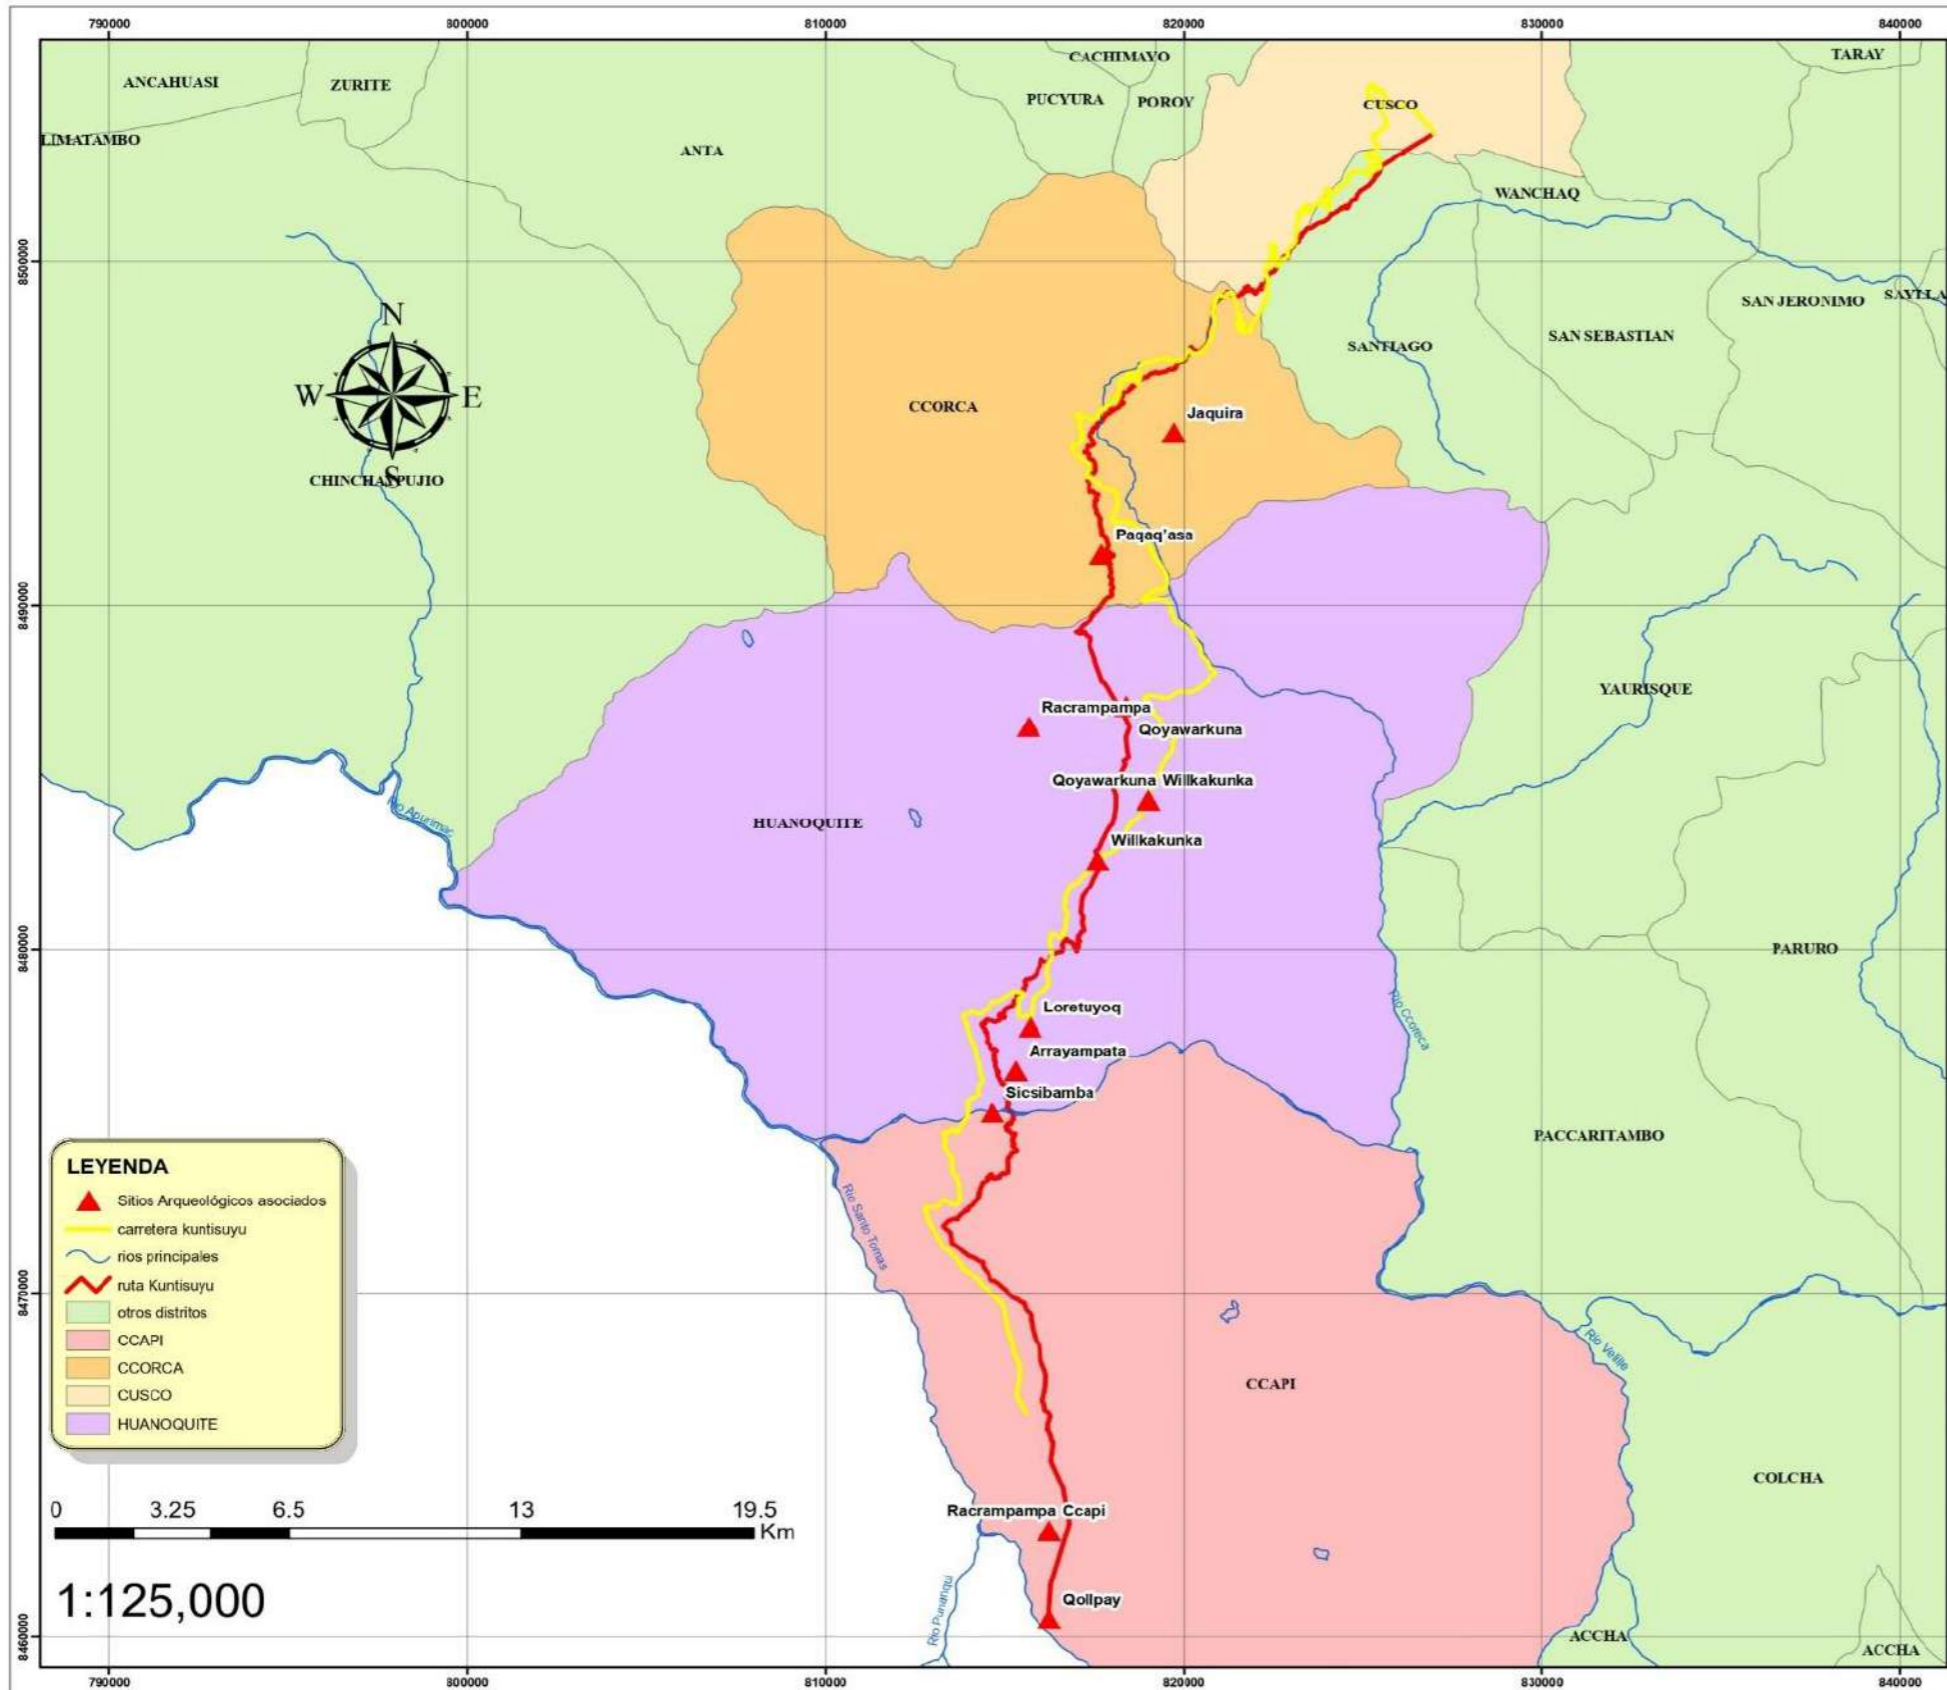 790000
800000
810000
820000
830000
840000
CACHIMAYO
TARAY
ANCAHUASI
ZURITE
PUCYURA
POROY
CUSCO
LIMATAMBO
ANTA
WANCHAQ
8500000
N
W
E
S
SAN JERONIMO
SAYLLA
SAN SEBASTIAN
SANTIAGO
CCORCA
Jaquira
CHINCHAYPUJIO
Paqaq'asa
8490000
YAURISQUE
Racrampampa
Qoyawarkuna
Qoyawarkuna Willkakunka
Rio Apurimac
HUANOQUITE
Willkakunka
8480000
PARURO
Loretuyoq
Rio Ccoreca
Arrayampata
Sicsibamba
PACCARITAMBO
LEYENDA
Sitios Arqueológicos asociados
carretera kuntisuyu
rios principales
ruta Kuntisuyu
otros distritos
CCAPI
CCORCA
CUSCO
HUANOQUITE
Rio Santo Tomas
8470000
Rio Velille
CCAPI
COLCHA
0 3.25 6.5 13 19.5
Km
Racrampampa Ccapi
1:125,000
Qollpay
8460000
ACCHA
ACCHA
790000
800000
810000
820000
830000
840000